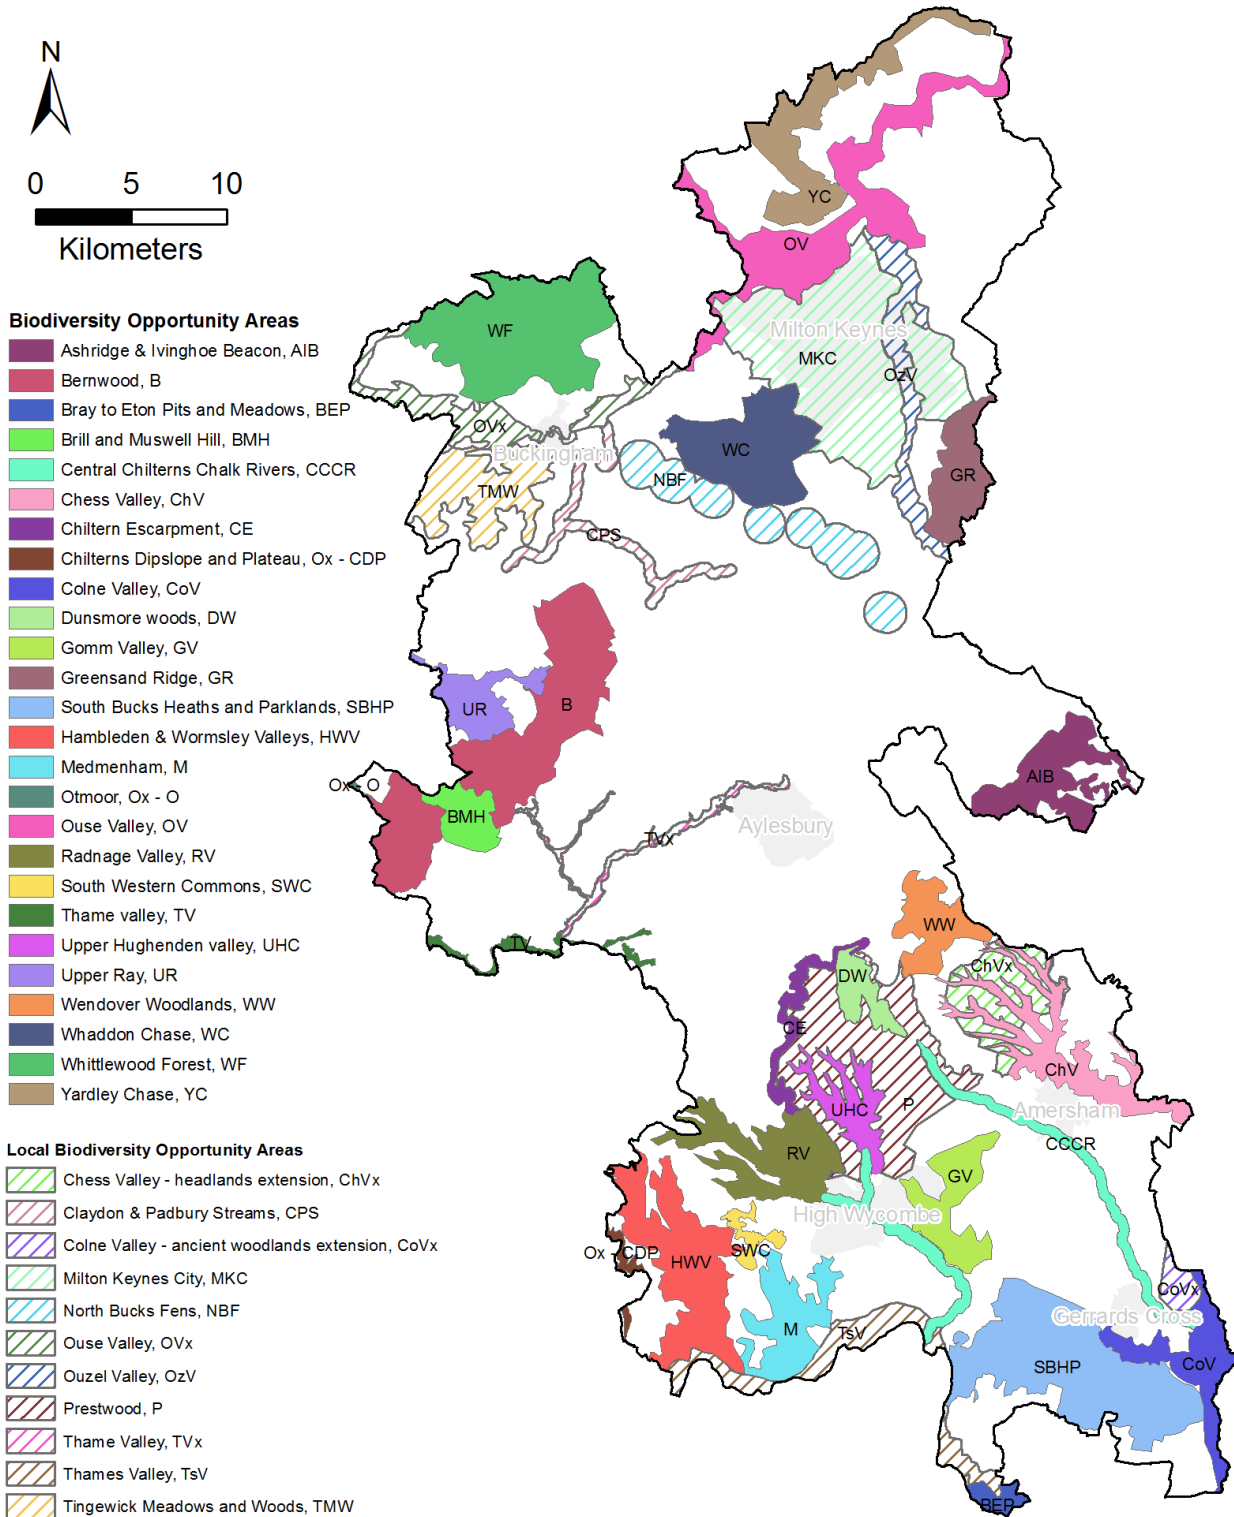 N
0 5 10
Kilometers
Biodiversity Opportunity Areas
Ashridge & Ivinghoe Beacon, AIB
Bernwood, B
Bray to Eton Pits and Meadows, BEP
Brill and Muswell Hill, BMH
Central Chilterns Chalk Rivers, CCCR
Chess Valley, ChV
Chiltern Escarpment, CE
Chilterns Dipslope and Plateau, Ox - CDP
Colne Valley, CoV
Dunsmore woods, DW
Gomm Valley, GV
Greensand Ridge, GR
South Bucks Heaths and Parklands, SBHP
Hambleden & Wormsley Valleys, HWV
Medmenham, M
Otmoor, Ox - O
Ouse Valley, OV
Radnage Valley, RV
South Western Commons, SWC
Thame valley, TV
Upper Hughenden valley, UHC
Upper Ray, UR
Wendover Woodlands, WW
Whaddon Chase, WC
Whittlewood Forest, WF
Yardley Chase, YC
Local Biodiversity Opportunity Areas
Chess Valley - headlands extension, ChVx
Claydon & Padbury Streams, CPS
Colne Valley - ancient woodlands extension, CoVx
Milton Keynes City, MKC
North Bucks Fens, NBF
Ouse Valley, OVx
Ouzel Valley, OzV
Prestwood, P
Thame Valley, TVx
Thames Valley, TsV
Tingewick Meadows and Woods, TMW
YC
OV
WF
Milton Keynes
MKC
OzV
OVx
Buckingham
WC
NBF
GR
TMW
CPS
B
UR
AIB
Ox - O
BMH
Aylesbury
TVx
WW
TV
ChVx
DW
CE
ChV
UHC
P
Amersham
CCCR
RV
GV
High Wycombe
SWC
Ox - CDP
HWV
CoVx
Gerrards Cross
M
TsV
SBHP
CoV
BEP